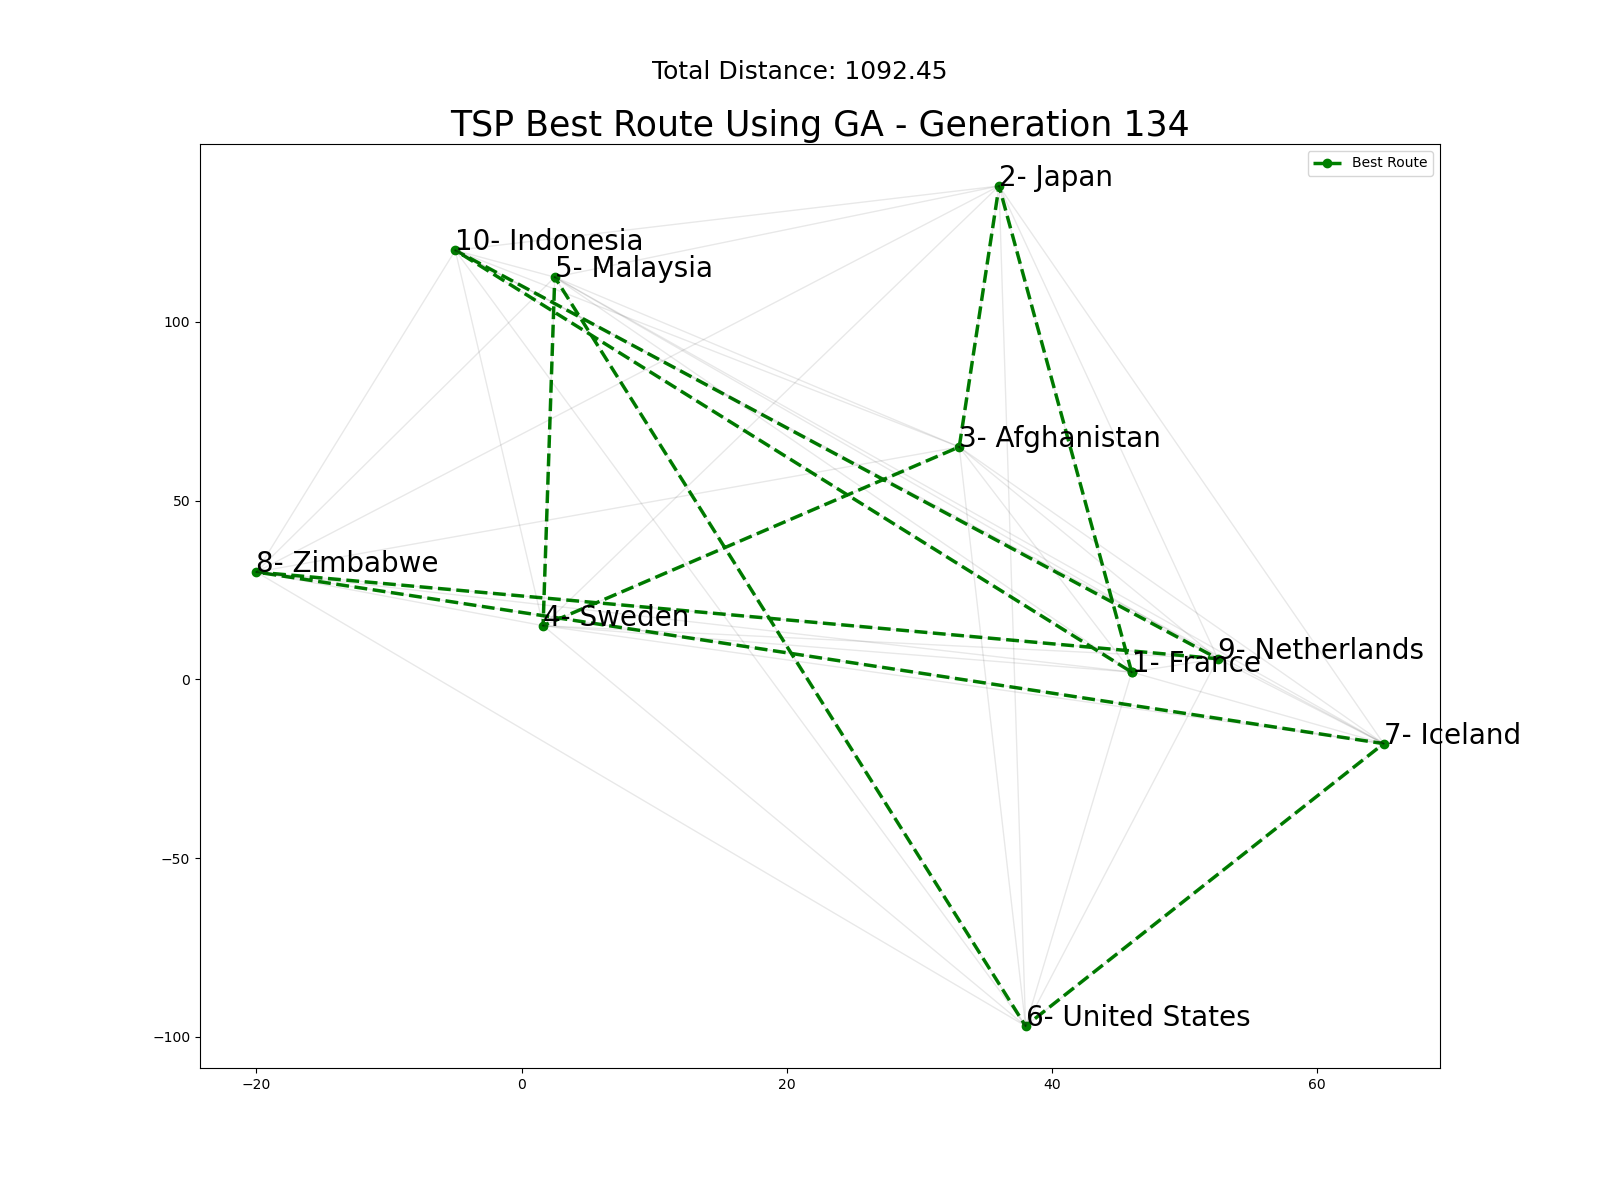 Total Distance: 1092.45
TSP Best Route Using GA - Generation 134
Best Route
2- Japan
10- Indonesia
5- Malaysia
100
3- Afghanistan
50
8- Zimbabwe
4- Sweden
9- Netherlands
1- France
0
7- Iceland
−50
6- United States
−100
−20 0 20 40 60